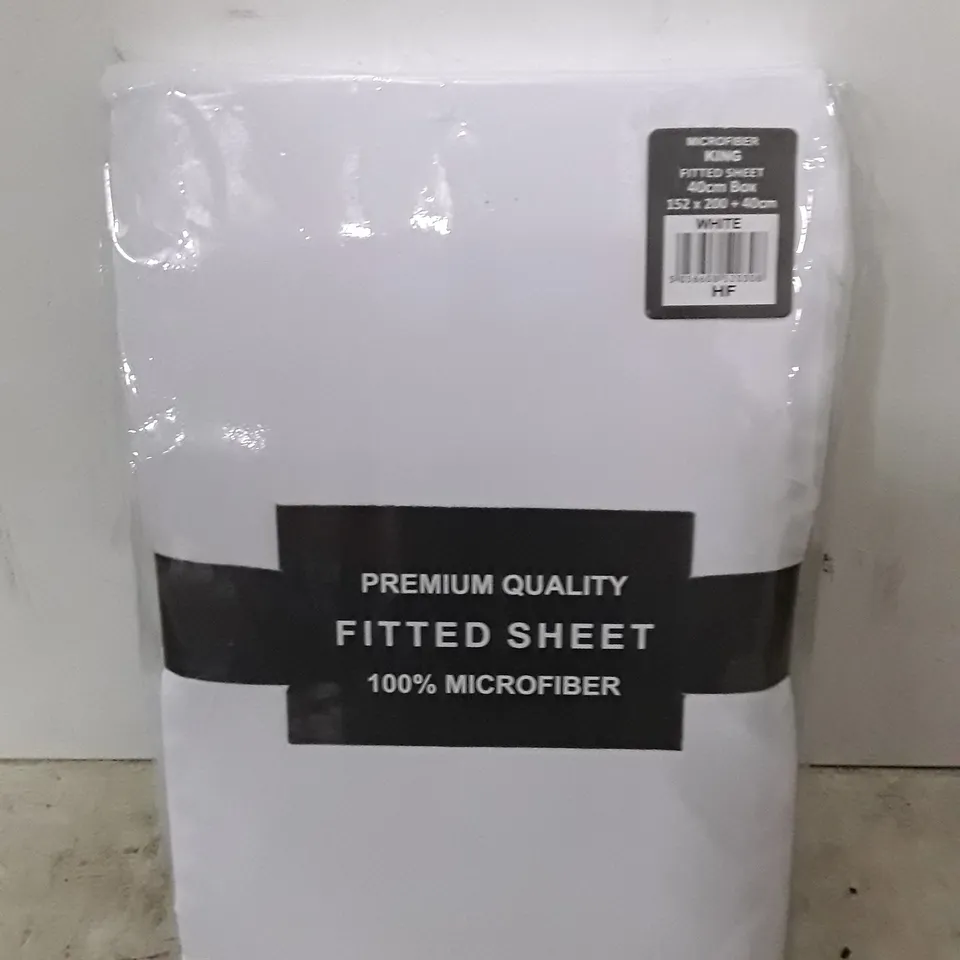 MICROFIBER
KING
FITTED SHEET
40cm Box
152 x 200 + 40cm
WHITE
HF
PREMIUM QUALITY
FITTED SHEET
100% MICROFIBER